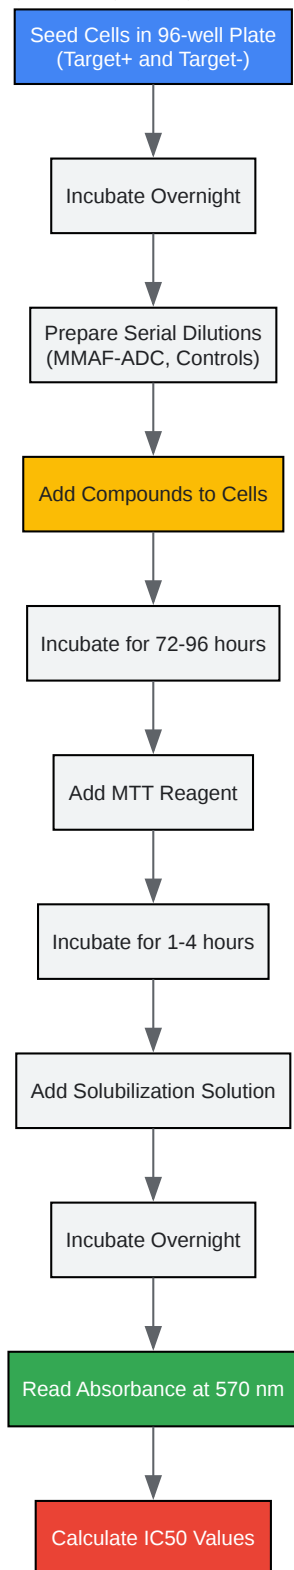 Seed Cells in 96-well Plate
(Target+ and Target-)
Incubate Overnight
Prepare Serial Dilutions
(MMAF-ADC, Controls)
Add Compounds to Cells
Incubate for 72-96 hours
Add MTT Reagent
Incubate for 1-4 hours
Add Solubilization Solution
Incubate Overnight
Read Absorbance at 570 nm
Calculate IC50 Values